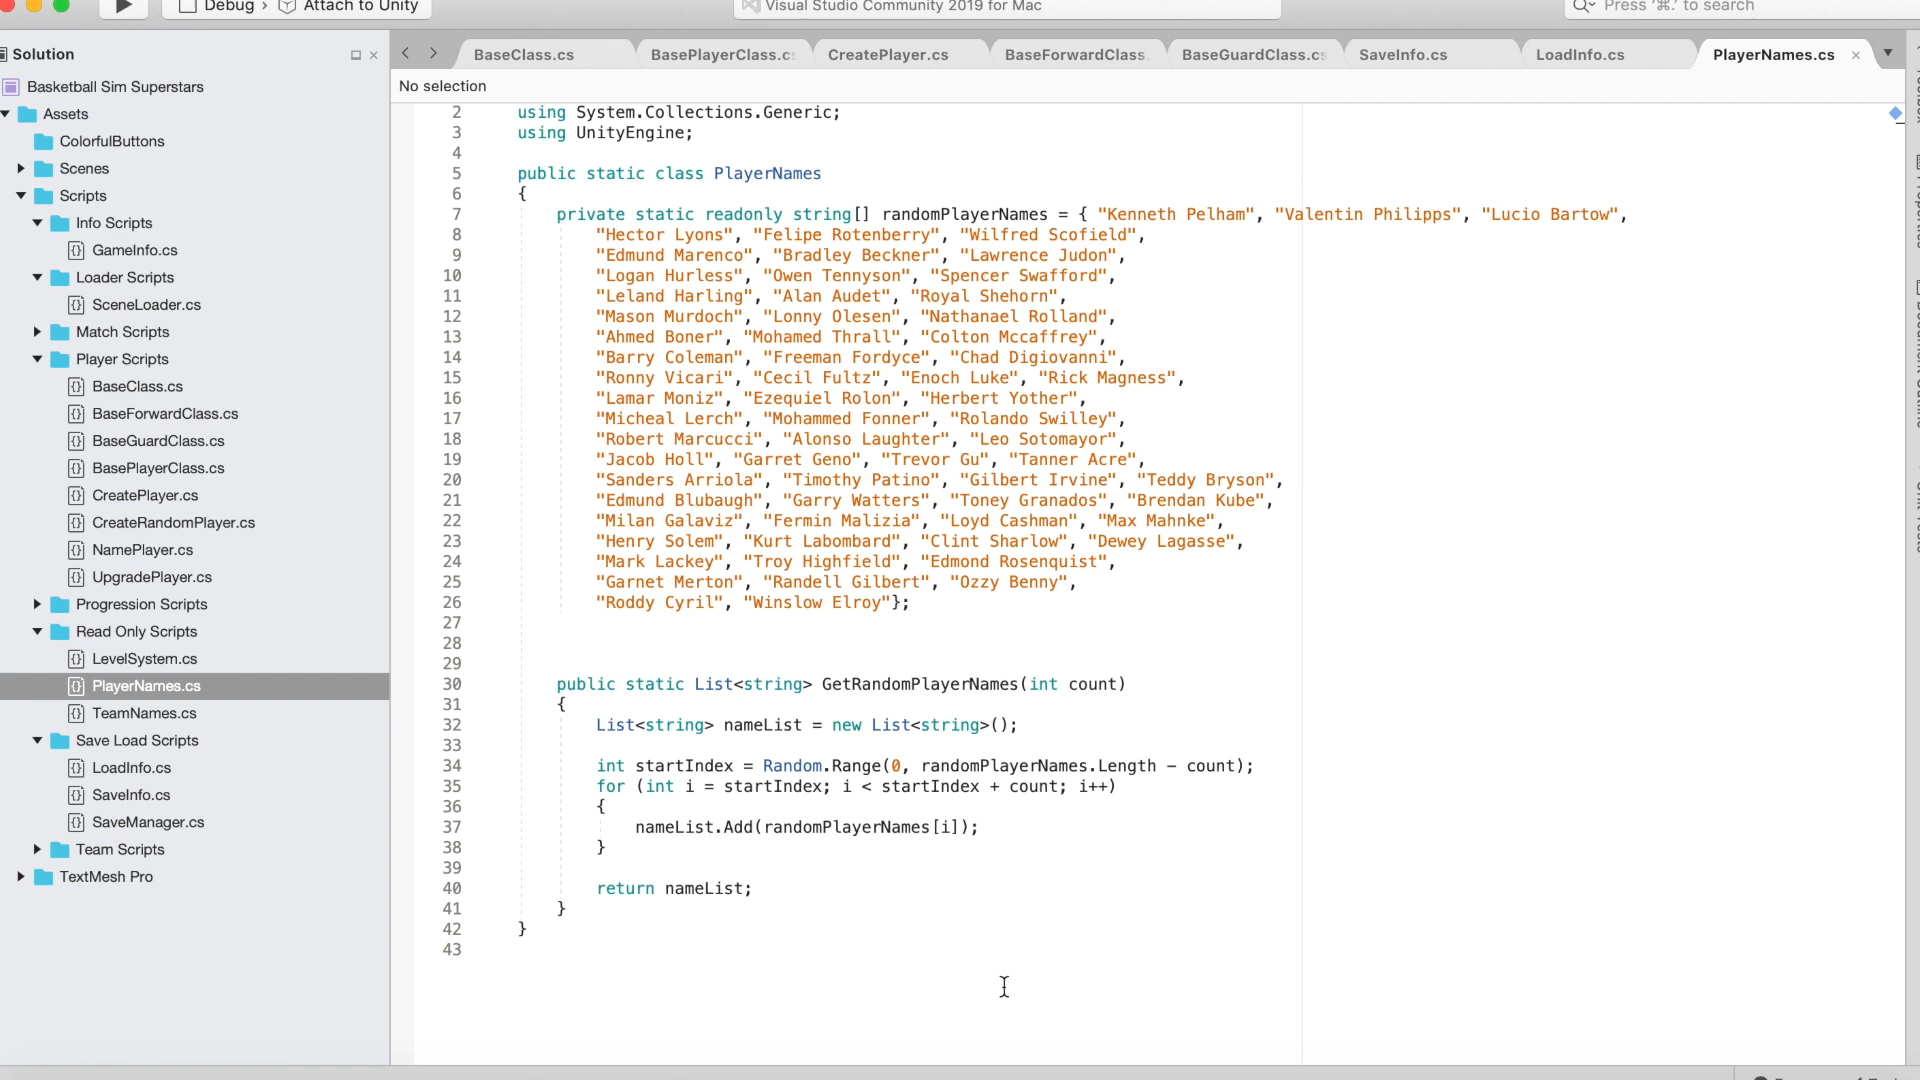 Debug › Attach to Unity
Visual Studio Community 2019 for Mac
Press '⌘.' to search
Solution
Basketball Sim Superstars
Assets
ColorfulButtons
Scenes
Scripts
Info Scripts
GameInfo.cs
Loader Scripts
SceneLoader.cs
Match Scripts
Player Scripts
BaseClass.cs
BaseForwardClass.cs
BaseGuardClass.cs
BasePlayerClass.cs
CreatePlayer.cs
CreateRandomPlayer.cs
NamePlayer.cs
UpgradePlayer.cs
Progression Scripts
Read Only Scripts
LevelSystem.cs
PlayerNames.cs
TeamNames.cs
Save Load Scripts
LoadInfo.cs
SaveInfo.cs
SaveManager.cs
Team Scripts
TextMesh Pro
BaseClass.cs BasePlayerClass.cs CreatePlayer.cs BaseForwardClass. BaseGuardClass.cs SaveInfo.cs LoadInfo.cs PlayerNames.cs
No selection
2 using System.Collections.Generic;
3 using UnityEngine;
4
5 public static class PlayerNames
6 {
7 private static readonly string[] randomPlayerNames = { "Kenneth Pelham", "Valentin Philipps", "Lucio Bartow",
8 "Hector Lyons", "Felipe Rotenberry", "Wilfred Scofield",
9 "Edmund Marenco", "Bradley Beckner", "Lawrence Judon",
10 "Logan Hurless", "Owen Tennyson", "Spencer Swafford",
11 "Leland Harling", "Alan Audet", "Royal Shehorn",
12 "Mason Murdoch", "Lonny Olesen", "Nathanael Rolland",
13 "Ahmed Boner", "Mohamed Thrall", "Colton Mccaffrey",
14 "Barry Coleman", "Freeman Fordyce", "Chad Digiovanni",
15 "Ronny Vicari", "Cecil Fultz", "Enoch Luke", "Rick Magness",
16 "Lamar Moniz", "Ezequiel Rolon", "Herbert Yother",
17 "Micheal Lerch", "Mohammed Fonner", "Rolando Swilley",
18 "Robert Marcucci", "Alonso Laughter", "Leo Sotomayor",
19 "Jacob Holl", "Garret Geno", "Trevor Gu", "Tanner Acre",
20 "Sanders Arriola", "Timothy Patino", "Gilbert Irvine", "Teddy Bryson",
21 "Edmund Blubaugh", "Garry Watters", "Toney Granados", "Brendan Kube",
22 "Milan Galaviz", "Fermin Malizia", "Loyd Cashman", "Max Mahnke",
23 "Henry Solem", "Kurt Labombard", "Clint Sharlow", "Dewey Lagasse",
24 "Mark Lackey", "Troy Highfield", "Edmond Rosenquist",
25 "Garnet Merton", "Randell Gilbert", "Ozzy Benny",
26 "Roddy Cyril", "Winslow Elroy"};
27
28
29
30 public static List<string> GetRandomPlayerNames(int count)
31 {
32 List<string> nameList = new List<string>();
33
34 int startIndex = Random.Range(0, randomPlayerNames.Length - count);
35 for (int i = startIndex; i < startIndex + count; i++)
36 {
37 nameList.Add(randomPlayerNames[i]);
38 }
39
40 return nameList;
41 }
42 }
43